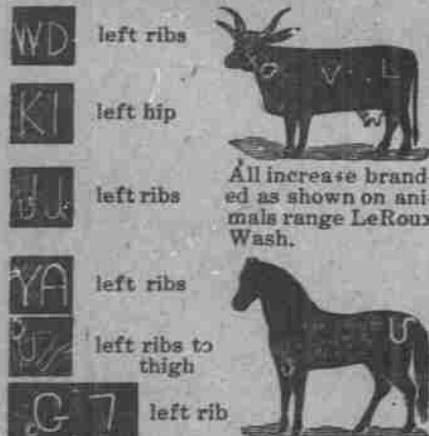 WD left ribs
KI left hip
left ribs
All increase brand-
ed as shown on ani-
mals range LeRoux
Wash.
YA left ribs
left ribs to
thigh
G 7 left rib
O V L